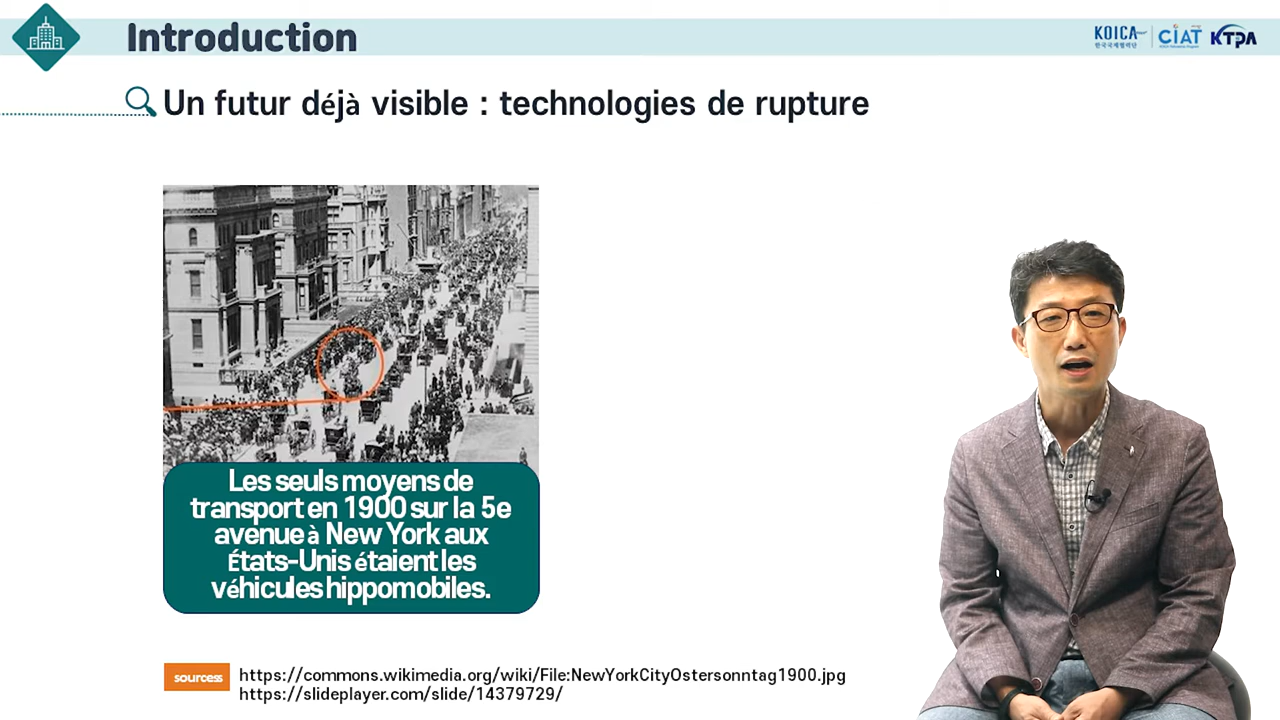 Introduction
KOICA
한국국제협력단
CIAT
KTPA
Un futur déjà visible : technologies de rupture
Les seuls moyens de
transport en 1900 sur la 5e
avenue à New York aux
États-Unis étaient les
véhicules hippomobiles.
sourcess
https://commons.wikimedia.org/wiki/File:NewYorkCityOstersonntag1900.jpg
https://slideplayer.com/slide/14379729/